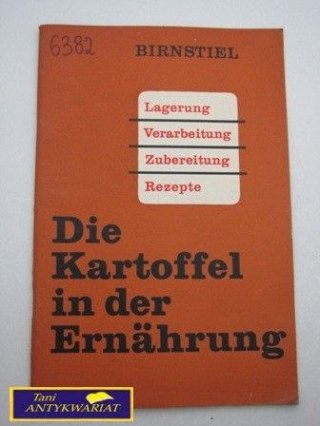 6382
BIRNSTIEL
Lagerung
Verarbeitung
Zubereitung
Rezepte
Die
Kartoffel
in der
Ernährung
Tani
ANTYKWARIAT